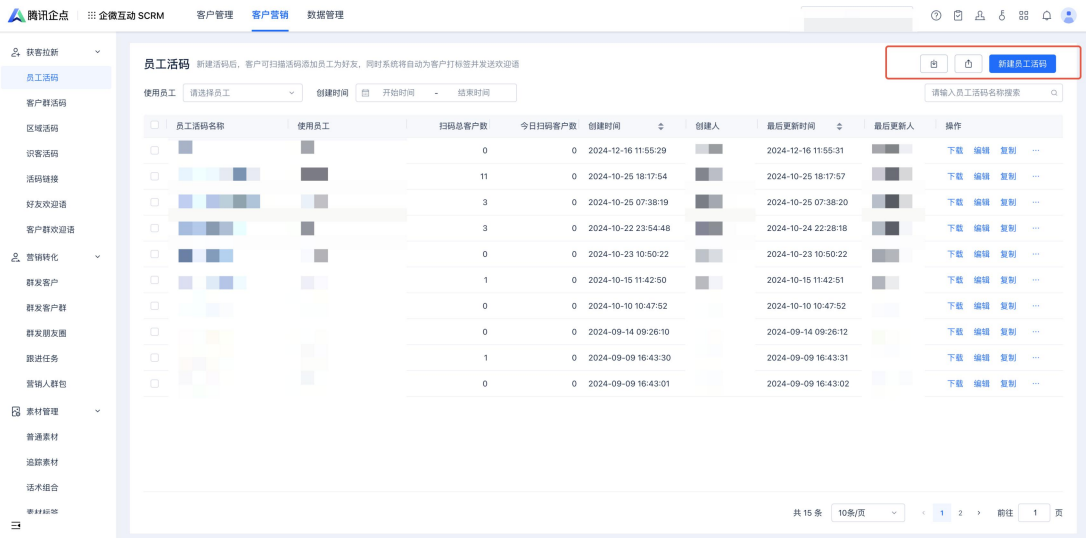 腾讯企点 企微互动 SCRM 客户管理 客户营销 数据管理
获客拉新
员工活码
客户群活码
区域活码
识客活码
活码链接
好友欢迎语
客户群欢迎语
营销转化
群发客户
群发客户群
群发朋友圈
跟进任务
营销人群包
素材管理
普通素材
追踪素材
话术组合
素材标签
员工活码 新建活码后，客户可扫描活码添加员工为好友，同时系统将自动为客户打标签并发送欢迎语 新建员工活码
使用员工 请选择员工 创建时间 开始时间 - 结束时间 请输入员工活码名称搜索
员工活码名称 使用员工 扫码总客户数 今日扫码客户数 创建时间 创建人 最后更新时间 最后更新人 操作
0 0 2024-12-16 11:55:29 2024-12-16 11:55:31 下载 编辑 复制 ...
11 0 2024-10-25 18:17:54 2024-10-25 18:17:57 下载 编辑 复制 ...
3 0 2024-10-25 07:38:19 2024-10-25 07:38:20 下载 编辑 复制 ...
3 0 2024-10-22 23:54:48 2024-10-24 22:28:18 下载 编辑 复制 ...
0 0 2024-10-23 10:50:22 2024-10-23 10:50:22 下载 编辑 复制 ...
1 0 2024-10-15 11:42:50 2024-10-15 11:42:51 下载 编辑 复制 ...
0 0 2024-10-10 10:47:52 2024-10-10 10:47:52 下载 编辑 复制 ...
0 0 2024-09-14 09:26:10 2024-09-14 09:26:12 下载 编辑 复制 ...
1 0 2024-09-09 16:43:30 2024-09-09 16:43:31 下载 编辑 复制 ...
0 0 2024-09-09 16:43:01 2024-09-09 16:43:02 下载 编辑 复制 ...
共 15 条 10条/页 1 2 前往 1 页